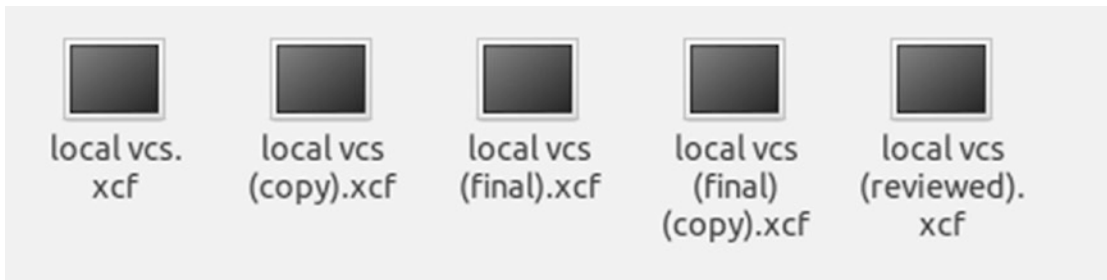 local vcs.
xcf
local vcs
(copy).xcf
local vcs
(final).xcf
local vcs
(final)
(copy).xcf
local vcs
(reviewed).
xcf